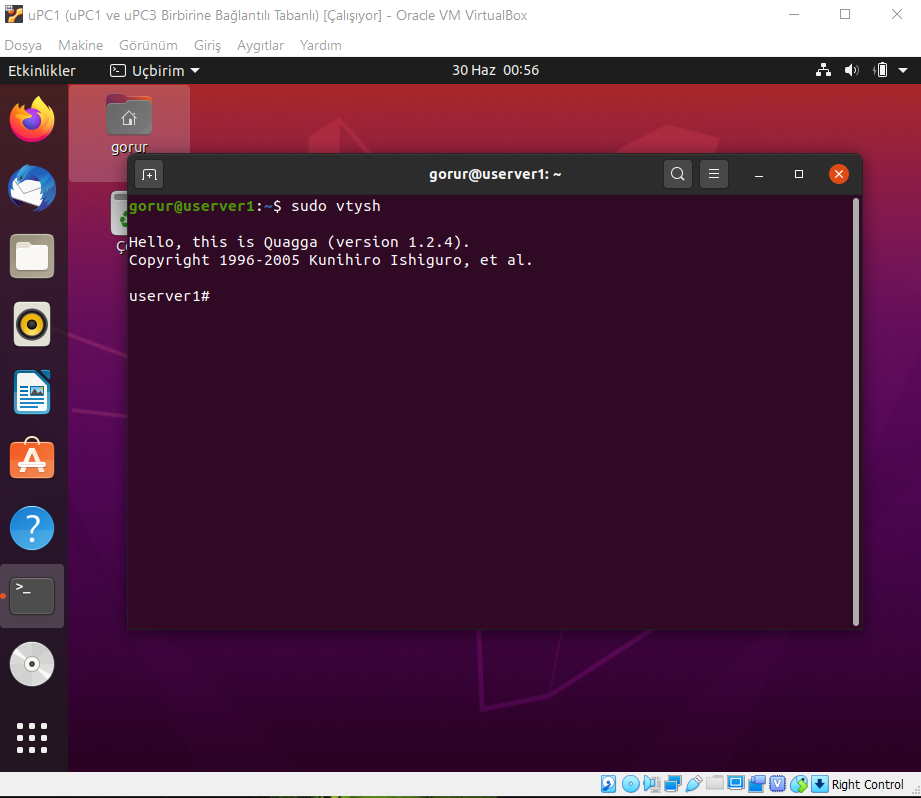 uPC1 (uPC1 ve uPC3 Birbirine Bağlantılı Tabanlı) [Çalışıyor] - Oracle VM VirtualBox
Dosya Makine Görünüm Giriş Aygıtlar Yardım
Etkinlikler Uçbirim 30 Haz 00:56
gorur
gorur@userver1: ~
gorur@userver1:~$ sudo vtysh
Hello, this is Quagga (version 1.2.4).
Copyright 1996-2005 Kunihiro Ishiguro, et al.
userver1#
Right Control